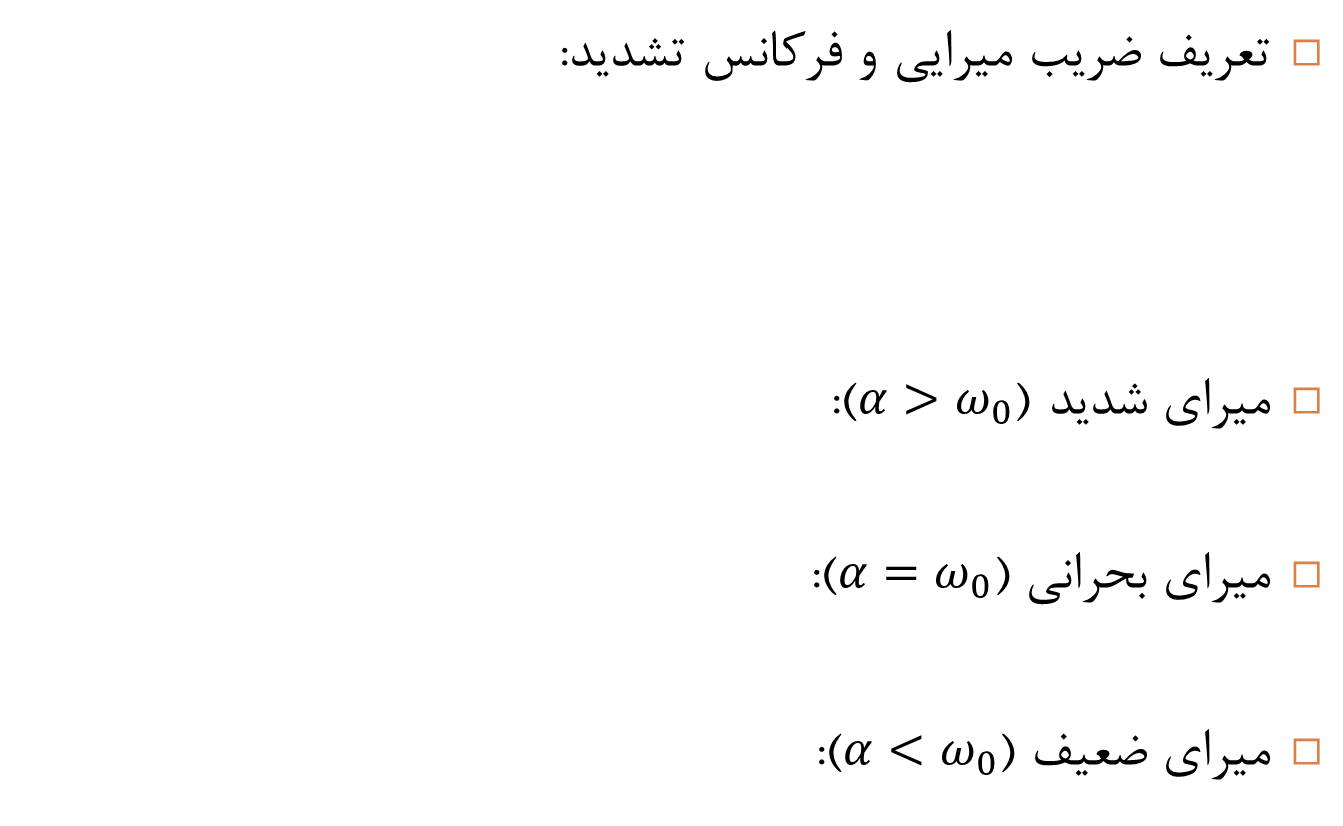 تعریف ضریب میرایی و فرکانس تشدید:
میرای شدید (α > ω₀):
میرای بحرانی (α = ω₀):
میرای ضعیف (α < ω₀):